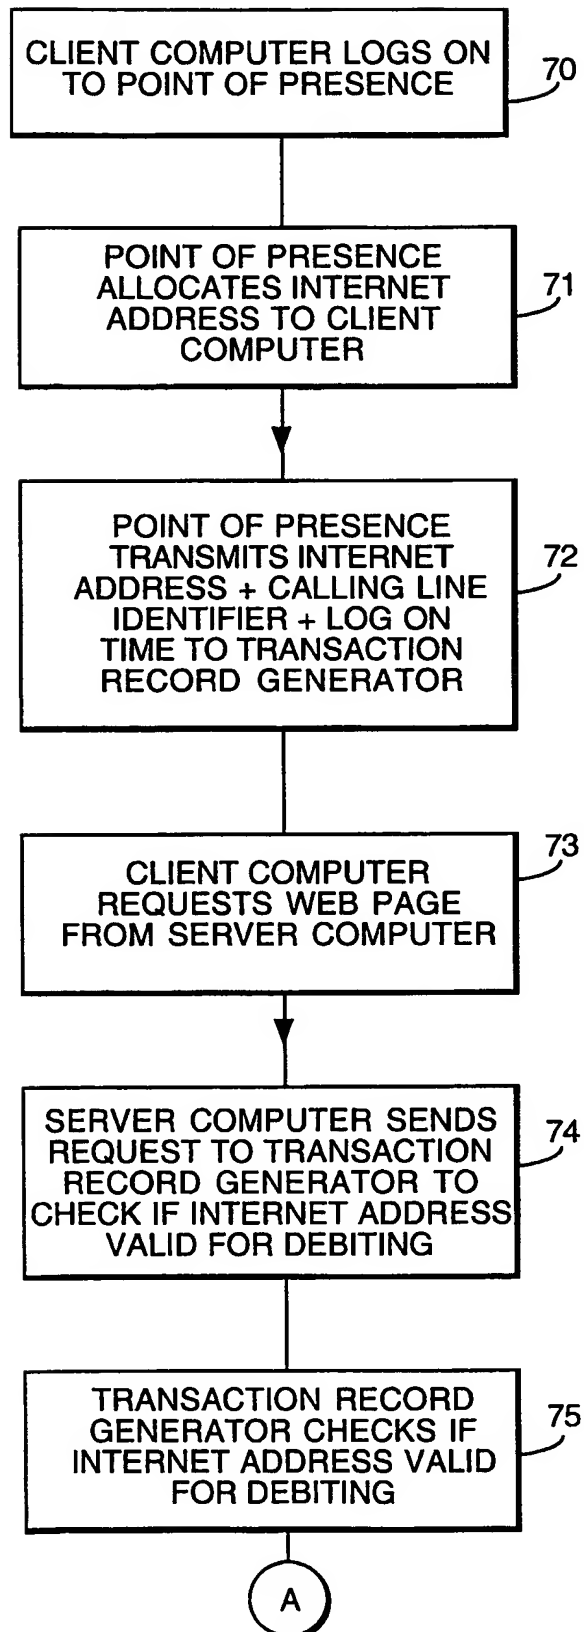 CLIENT COMPUTER LOGS ON
TO POINT OF PRESENCE
70
POINT OF PRESENCE
ALLOCATES INTERNET
ADDRESS TO CLIENT
COMPUTER
71
POINT OF PRESENCE
TRANSMITS INTERNET
ADDRESS + CALLING LINE
IDENTIFIER + LOG ON
TIME TO TRANSACTION
RECORD GENERATOR
72
CLIENT COMPUTER
REQUESTS WEB PAGE
FROM SERVER COMPUTER
73
SERVER COMPUTER SENDS
REQUEST TO TRANSACTION
RECORD GENERATOR TO
CHECK IF INTERNET ADDRESS
VALID FOR DEBITING
74
TRANSACTION RECORD
GENERATOR CHECKS IF
INTERNET ADDRESS VALID
FOR DEBITING
75
A